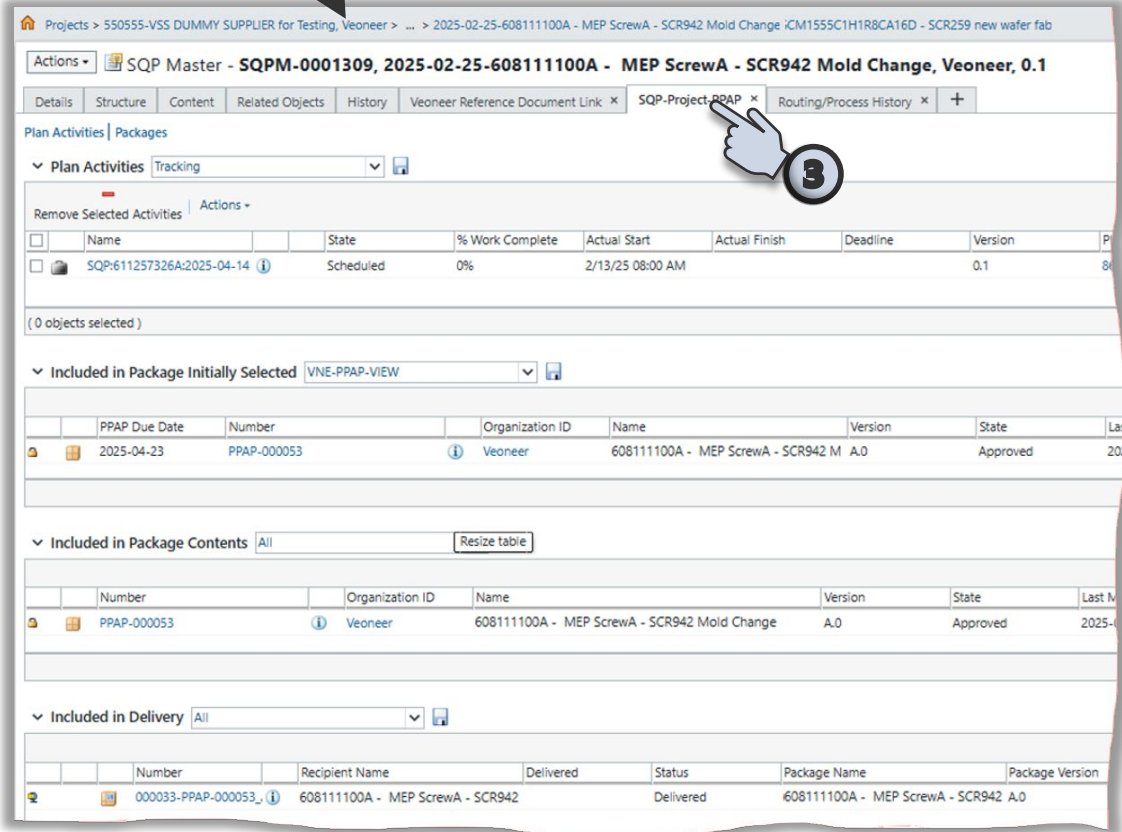 Projects > 550555-VSS DUMMY SUPPLIER for Testing, Veoneer > ... > 2025-02-25-608111100A - MEP ScrewA - SCR942 Mold Change iCM1555C1H1R8CA16D - SCR259 new wafer fab
Actions SQP Master - SQPM-0001309, 2025-02-25-608111100A - MEP ScrewA - SCR942 Mold Change, Veoneer, 0.1
Details Structure Content Related Objects History Veoneer Reference Document Link × SQP-Project-PPAP × Routing/Process History × +
Plan Activities | Packages
3
Plan Activities Tracking
Remove Selected Activities Actions
Name State % Work Complete Actual Start Actual Finish Deadline Version
SQP:611257326A:2025-04-14 Scheduled 0% 2/13/25 08:00 AM 0.1
( 0 objects selected )
Included in Package Initially Selected VNE-PPAP-VIEW
PPAP Due Date Number Organization ID Name Version State
2025-04-23 PPAP-000053 Veoneer 608111100A - MEP ScrewA - SCR942 M A.0 Approved
Included in Package Contents All Resize table
Number Organization ID Name Version State Last
PPAP-000053 Veoneer 608111100A - MEP ScrewA - SCR942 Mold Change A.0 Approved 2025-
Included in Delivery All
Number Recipient Name Delivered Status Package Name Package Version
000033-PPAP-000053_. 608111100A - MEP ScrewA - SCR942 Delivered 608111100A - MEP ScrewA - SCR942 A.0